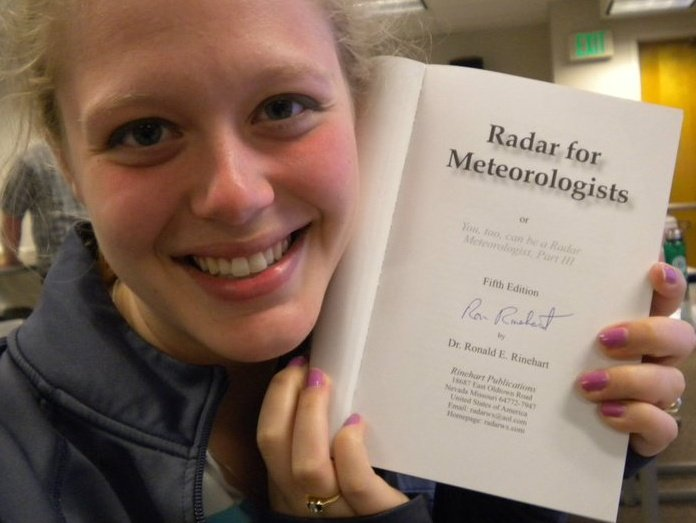 EXIT
Radar for
Meteorologists
or
You, too, can be a Radar
Meteorologist, Part III
Fifth Edition
Ron Rinehart
by
Dr. Ronald E. Rinehart
Rinehart Publications
18687 East Oldtown Road
Nevada Missouri 64772-7947
United States of America
Email: radarwx@aol.com
Homepage: radarwx.com